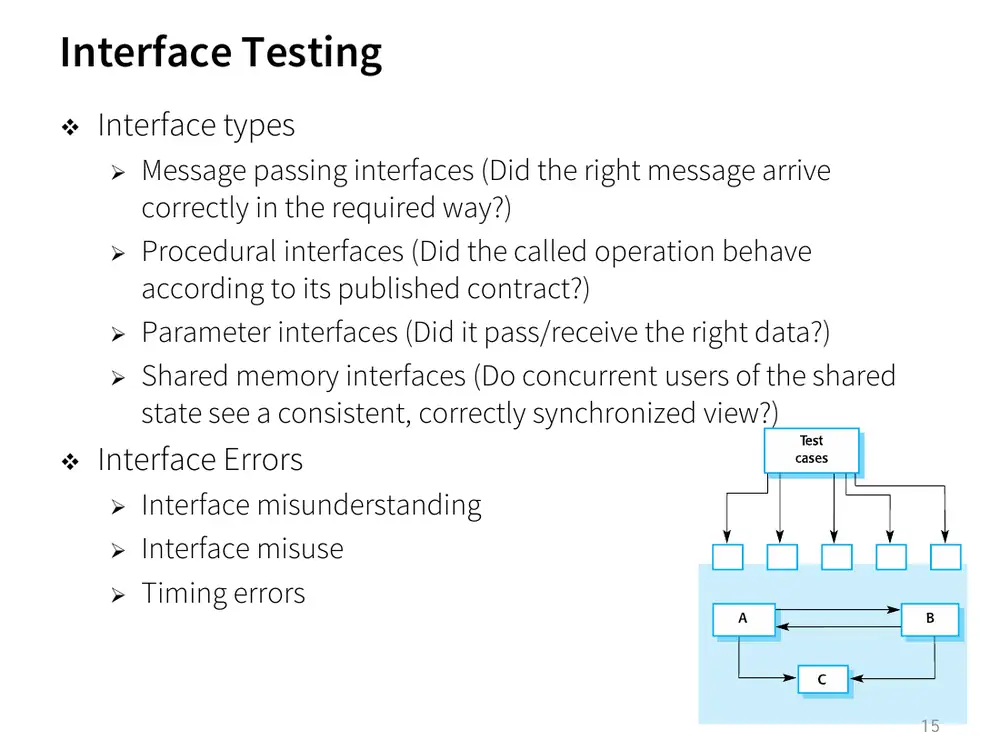 Interface Testing
❖ Interface types
➢ Message passing interfaces (Did the right message arrive
correctly in the required way?)
➢ Procedural interfaces (Did the called operation behave
according to its published contract?)
➢ Parameter interfaces (Did it pass/receive the right data?)
➢ Shared memory interfaces (Do concurrent users of the shared
state see a consistent, correctly synchronized view?)
❖ Interface Errors
➢ Interface misunderstanding
➢ Interface misuse
➢ Timing errors
Test
cases
A
B
C
15